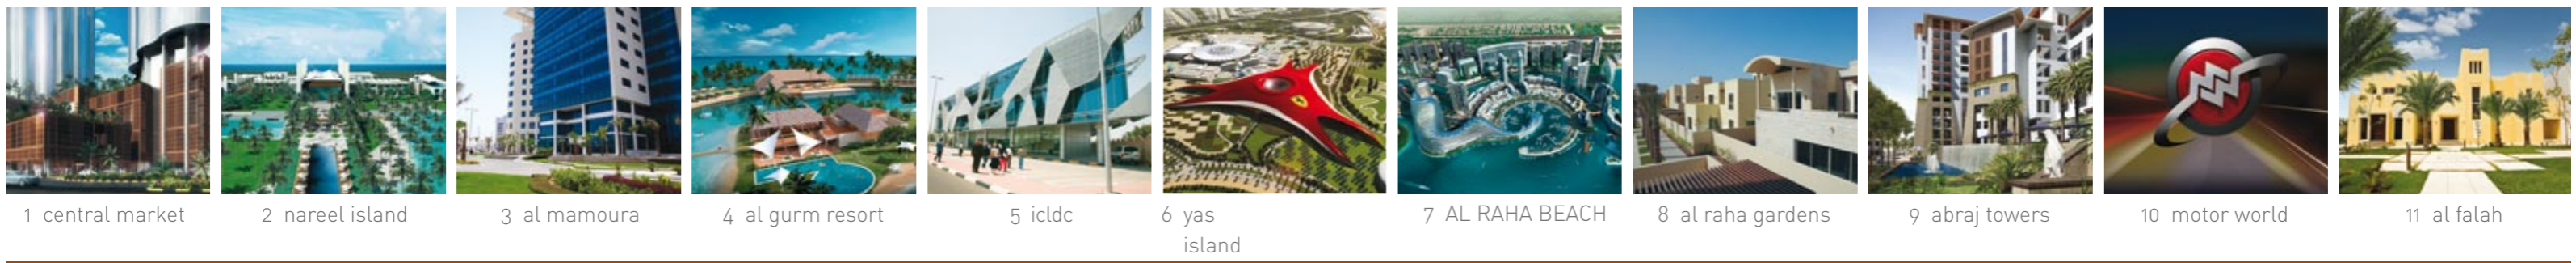 1 central market
2 nareel island
3 al mamoura
4 al gurm resort
5 icldc
6 yas
island
7 AL RAHA BEACH
8 al raha gardens
9 abraj towers
10 motor world
11 al falah